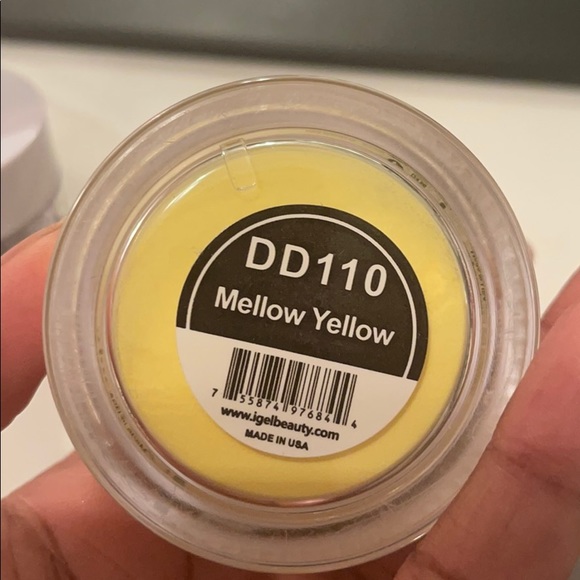 DD110
Mellow Yellow
7 55874 97684 4
www.igelbeauty.com
MADE IN USA